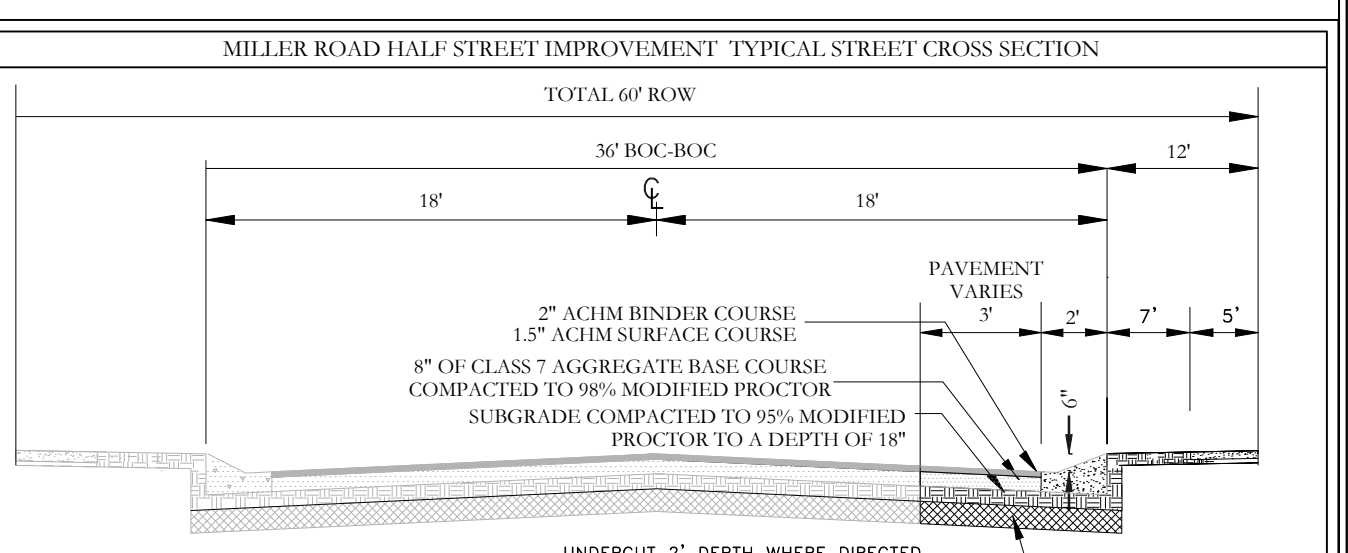 MILLER ROAD HALF STREET IMPROVEMENT TYPICAL STREET CROSS SECTION
TOTAL 60' ROW
36' BOC-BOC
12'
18'
℄
18'
PAVEMENT
VARIES
3'
2'
7'
5'
2" ACHM BINDER COURSE
1.5" ACHM SURFACE COURSE
8" OF CLASS 7 AGGREGATE BASE COURSE
COMPACTED TO 98% MODIFIED PROCTOR
6"
SUBGRADE COMPACTED TO 95% MODIFIED
PROCTOR TO A DEPTH OF 18"
UNDERCUT 2' DEPTH WHERE DIRECTED